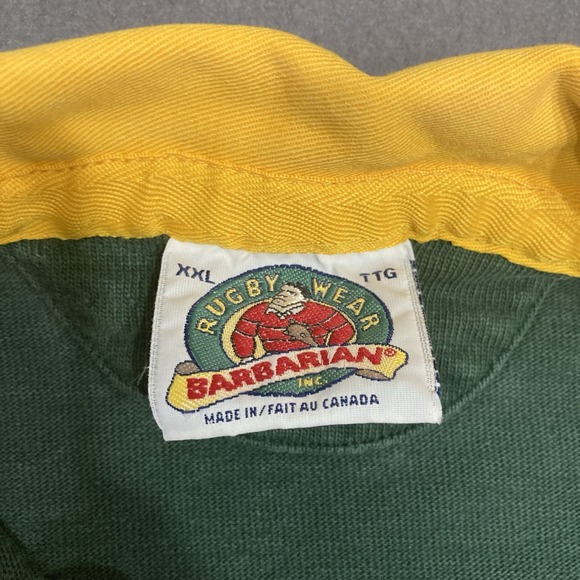 XXL TTG
RUGBY WEAR
BARBARIAN®
INC.
MADE IN/FAIT AU CANADA